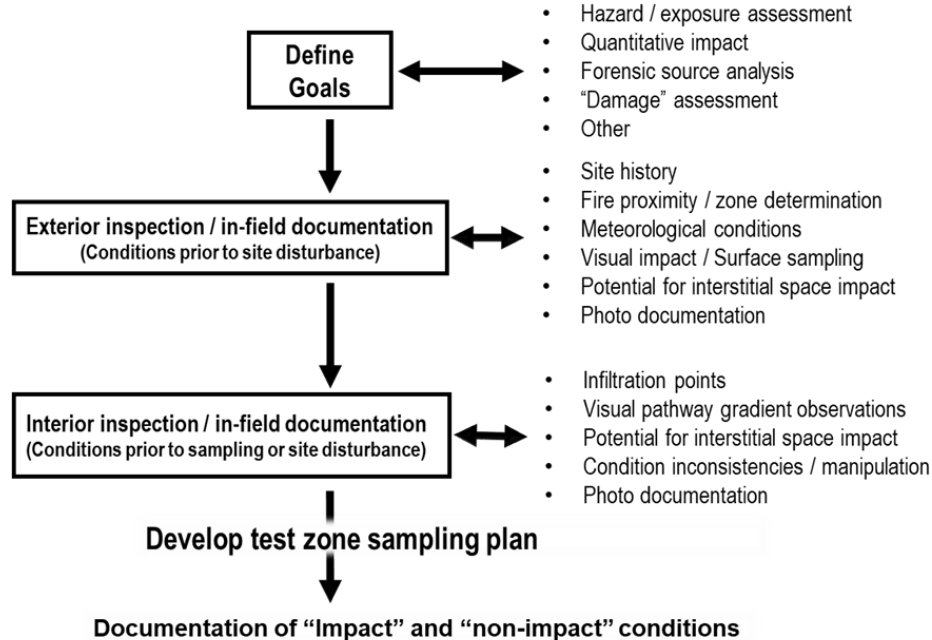 Define
Goals
• Hazard / exposure assessment
• Quantitative impact
• Forensic source analysis
• “Damage” assessment
• Other
Exterior inspection / in-field documentation
(Conditions prior to site disturbance)
• Site history
• Fire proximity / zone determination
• Meteorological conditions
• Visual impact / Surface sampling
• Potential for interstitial space impact
• Photo documentation
Interior inspection / in-field documentation
(Conditions prior to sampling or site disturbance)
• Infiltration points
• Visual pathway gradient observations
• Potential for interstitial space impact
• Condition inconsistencies / manipulation
• Photo documentation
Develop test zone sampling plan
Documentation of “Impact” and “non-impact” conditions